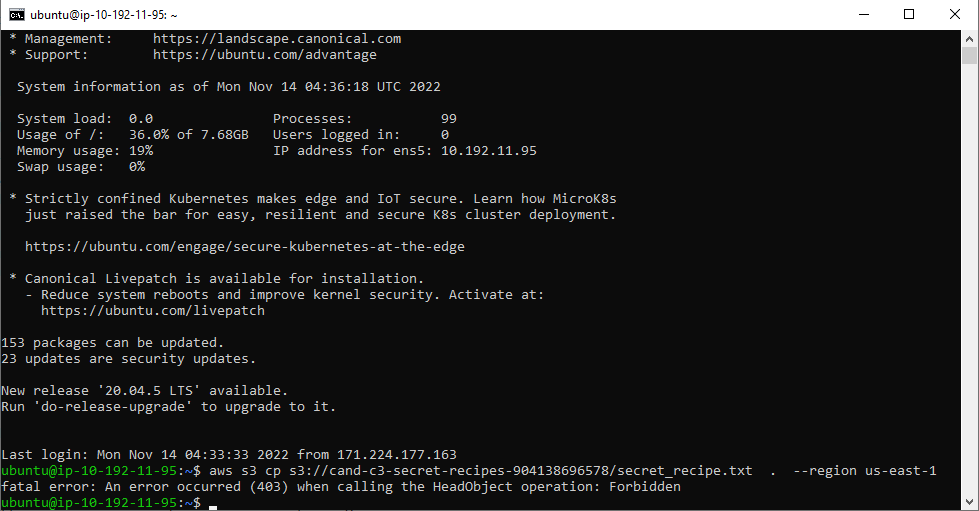 ubuntu@ip-10-192-11-95: ~
* Management:     https://landscape.canonical.com
* Support:        https://ubuntu.com/advantage
System information as of Mon Nov 14 04:36:18 UTC 2022
System load:  0.0               Processes:           99
Usage of /:   36.0% of 7.68GB   Users logged in:     0
Memory usage: 19%               IP address for ens5: 10.192.11.95
Swap usage:   0%
* Strictly confined Kubernetes makes edge and IoT secure. Learn how MicroK8s
just raised the bar for easy, resilient and secure K8s cluster deployment.
https://ubuntu.com/engage/secure-kubernetes-at-the-edge
* Canonical Livepatch is available for installation.
- Reduce system reboots and improve kernel security. Activate at:
https://ubuntu.com/livepatch
153 packages can be updated.
23 updates are security updates.
New release '20.04.5 LTS' available.
Run 'do-release-upgrade' to upgrade to it.
Last login: Mon Nov 14 04:33:33 2022 from 171.224.177.163
ubuntu@ip-10-192-11-95:~$ aws s3 cp s3://cand-c3-secret-recipes-904138696578/secret_recipe.txt  .  --region us-east-1
fatal error: An error occurred (403) when calling the HeadObject operation: Forbidden
ubuntu@ip-10-192-11-95:~$